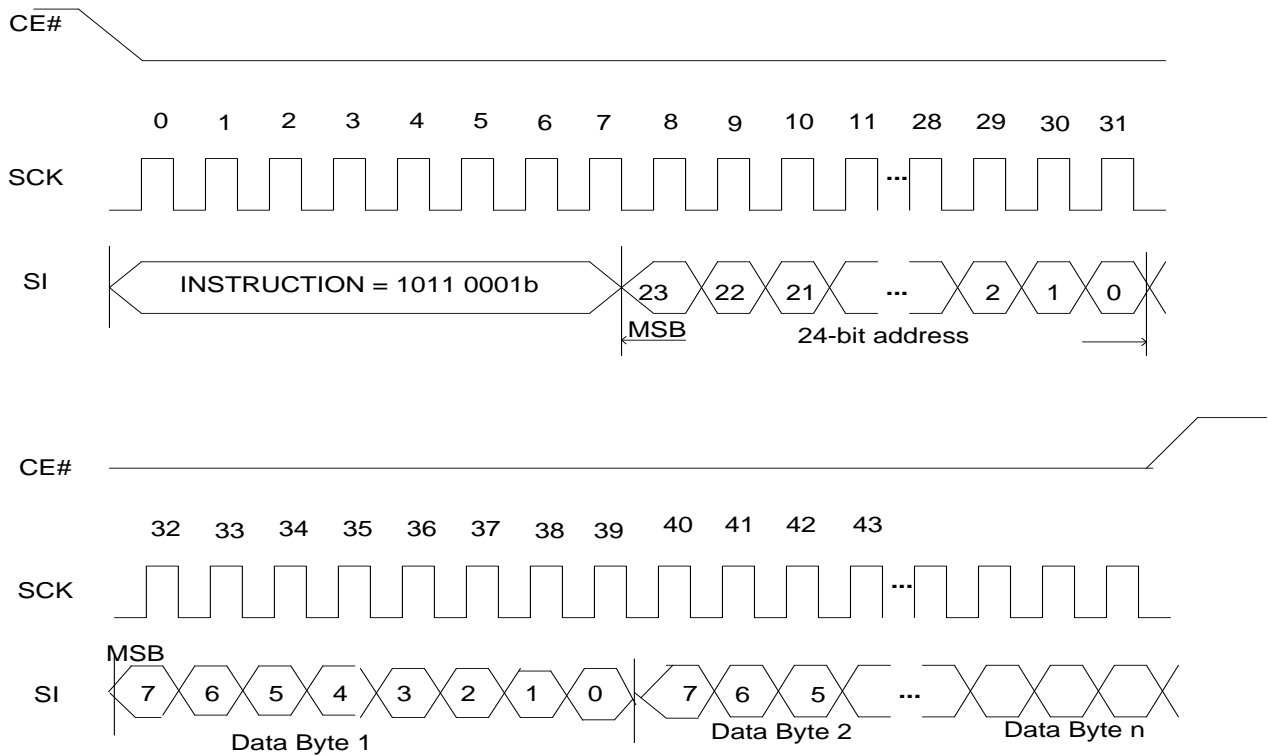 CE#
0 1 2 3 4 5 6 7 8 9 10 11 28 29 30 31
SCK ...
SI INSTRUCTION = 1011 0001b 23 22 21 ... 2 1 0
MSB 24-bit address
CE#
32 33 34 35 36 37 38 39 40 41 42 43
SCK ...
MSB
SI 7 6 5 4 3 2 1 0 7 6 5 ...
Data Byte 1 Data Byte 2 Data Byte n